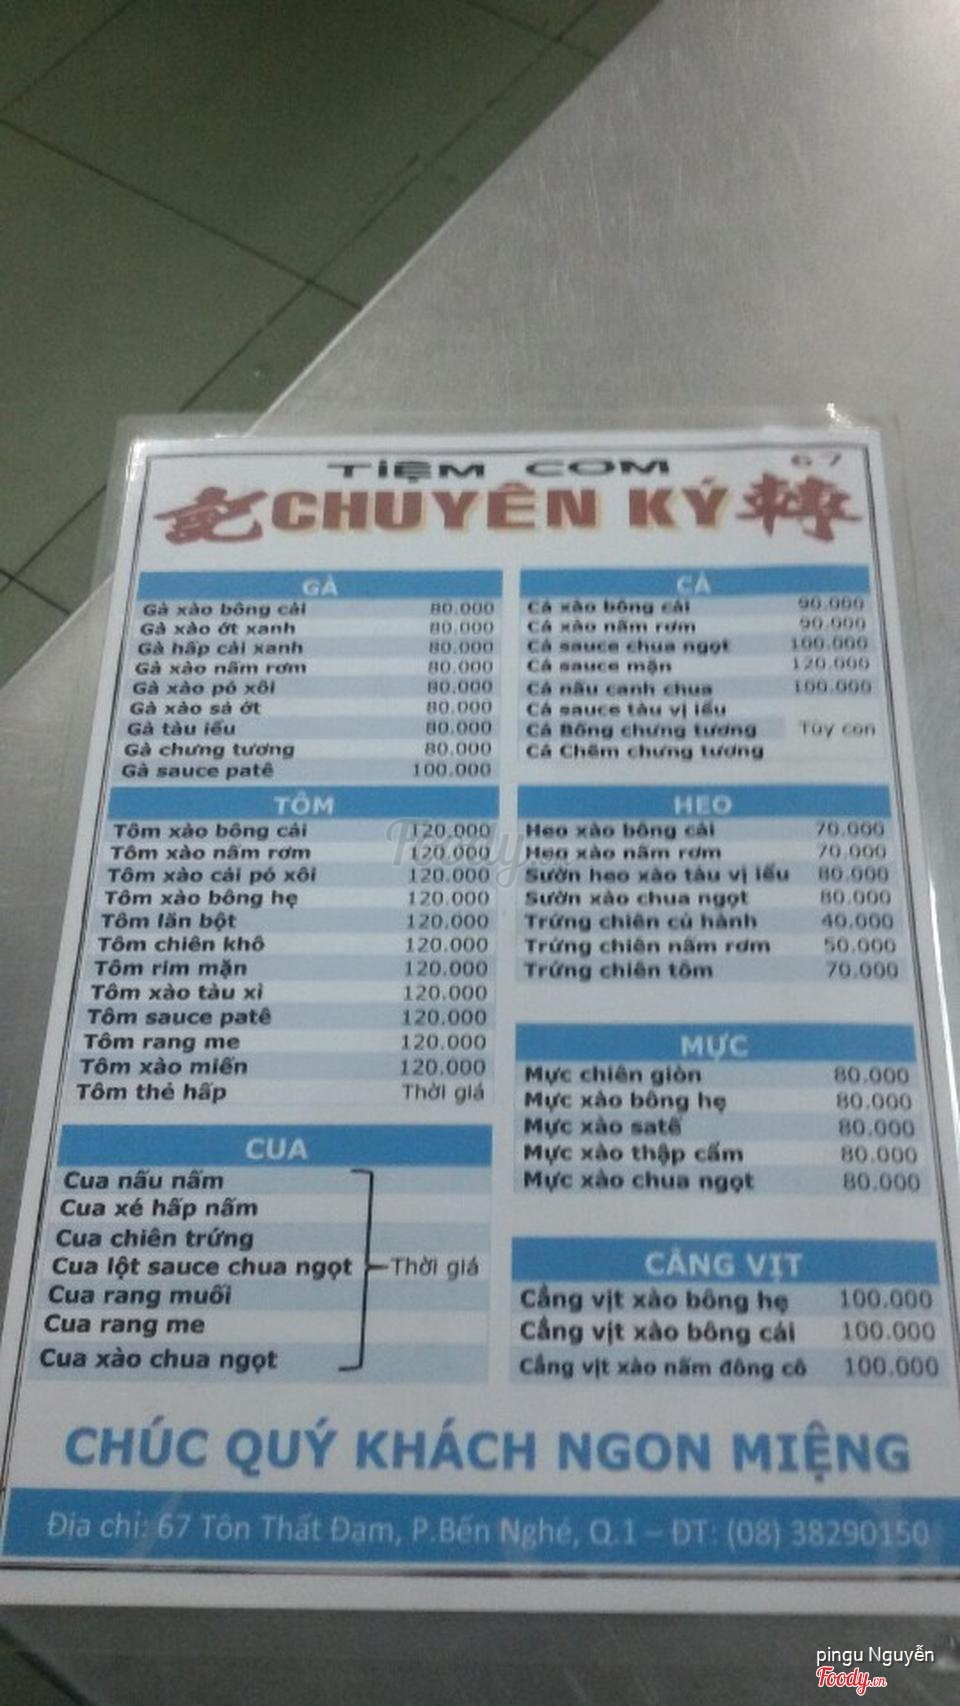 TIỆM CƠM 67
記 CHUYÊN KÝ 轉
GÀ
Gà xào bông cải 80.000
Gà xào ớt xanh 80.000
Gà hấp cải xanh 80.000
Gà xào nấm rơm 80.000
Gà xào pó xôi 80.000
Gà xào sả ớt 80.000
Gà tàu iếu 80.000
Gà chưng tương 80.000
Gà sauce patê 100.000
TÔM
Tôm xào bông cải 120.000
Tôm xào nấm rơm 120.000
Tôm xào cải pó xôi 120.000
Tôm xào bông hẹ 120.000
Tôm lăn bột 120.000
Tôm chiên khô 120.000
Tôm rim mặn 120.000
Tôm xào tàu xì 120.000
Tôm sauce patê 120.000
Tôm rang me 120.000
Tôm xào miến 120.000
Tôm thẻ hấp Thời giá
CUA
Cua nấu nấm
Cua xé hấp nấm
Cua chiên trứng
Cua lột sauce chua ngọt Thời giá
Cua rang muối
Cua rang me
Cua xào chua ngọt
CÁ
Cá xào bông cải 90.000
Cá xào nấm rơm 90.000
Cá sauce chua ngọt 100.000
Cá sauce mặn 120.000
Cá nấu canh chua 100.000
Cá sauce tàu vị iếu
Cá Bống chưng tương Tùy con
Cá Chẽm chưng tương
HEO
Heo xào bông cải 70.000
Heo xào nấm rơm 70.000
Sườn heo xào tàu vị iếu 80.000
Sườn xào chua ngọt 80.000
Trứng chiên củ hành 40.000
Trứng chiên nấm rơm 50.000
Trứng chiên tôm 70.000
MỰC
Mực chiên giòn 80.000
Mực xào bông hẹ 80.000
Mực xào satế 80.000
Mực xào thập cẩm 80.000
Mực xào chua ngọt 80.000
CẲNG VỊT
Cẳng vịt xào bông hẹ 100.000
Cẳng vịt xào bông cải 100.000
Cẳng vịt xào nấm đông cô 100.000
CHÚC QUÝ KHÁCH NGON MIỆNG
Địa chỉ: 67 Tôn Thất Đạm, P.Bến Nghé, Q.1 – ĐT: (08) 38290150
Foody.vn
pingu Nguyễn
Foody.vn